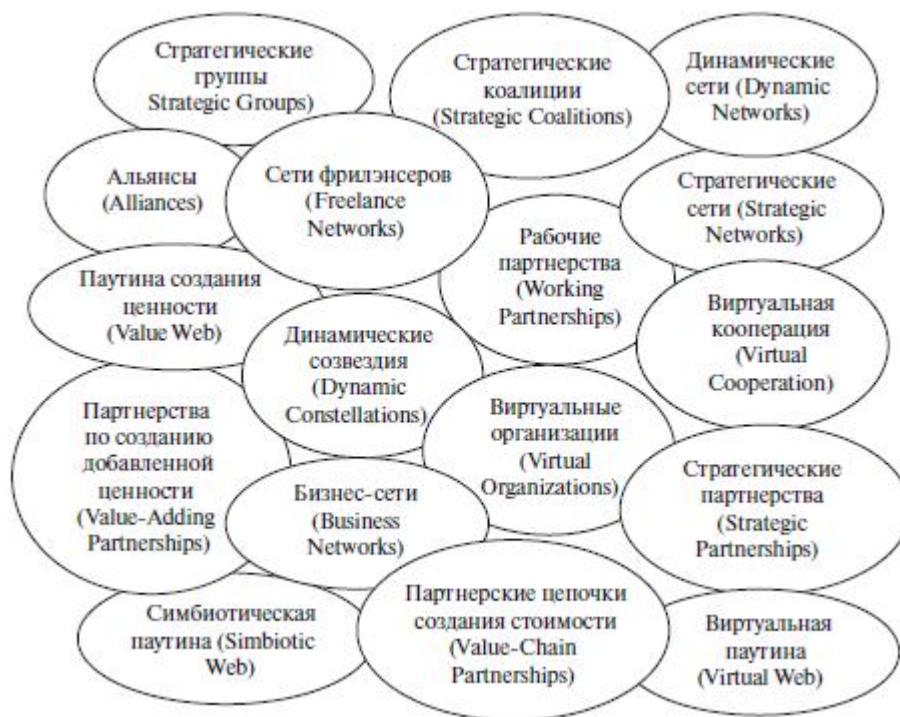 Стратегические
группы
Strategic Groups)
Стратегические
коалиции
(Strategic Coalitions)
Динамические
сети (Dynamic
Networks)
Альянсы
(Alliances)
Сети фрилэнсеров
(Freelance
Networks)
Стратегические
сети (Strategic
Networks)
Рабочие
партнерства
(Working
Partnerships)
Паутина создания
ценности
(Value Web)
Виртуальная
кооперация
(Virtual
Cooperation)
Динамические
созвездия
(Dynamic
Constellations)
Партнерства
по созданию
добавленной
ценности
(Value-Adding
Partnerships)
Виртуальные
организации
(Virtual
Organizations)
Стратегические
партнерства
(Strategic
Partnerships)
Бизнес-сети
(Business
Networks)
Симбиотическая
паутина (Simbiotic
Web)
Партнерские цепочки
создания стоимости
(Value-Chain
Partnerships)
Виртуальная
паутина
(Virtual Web)